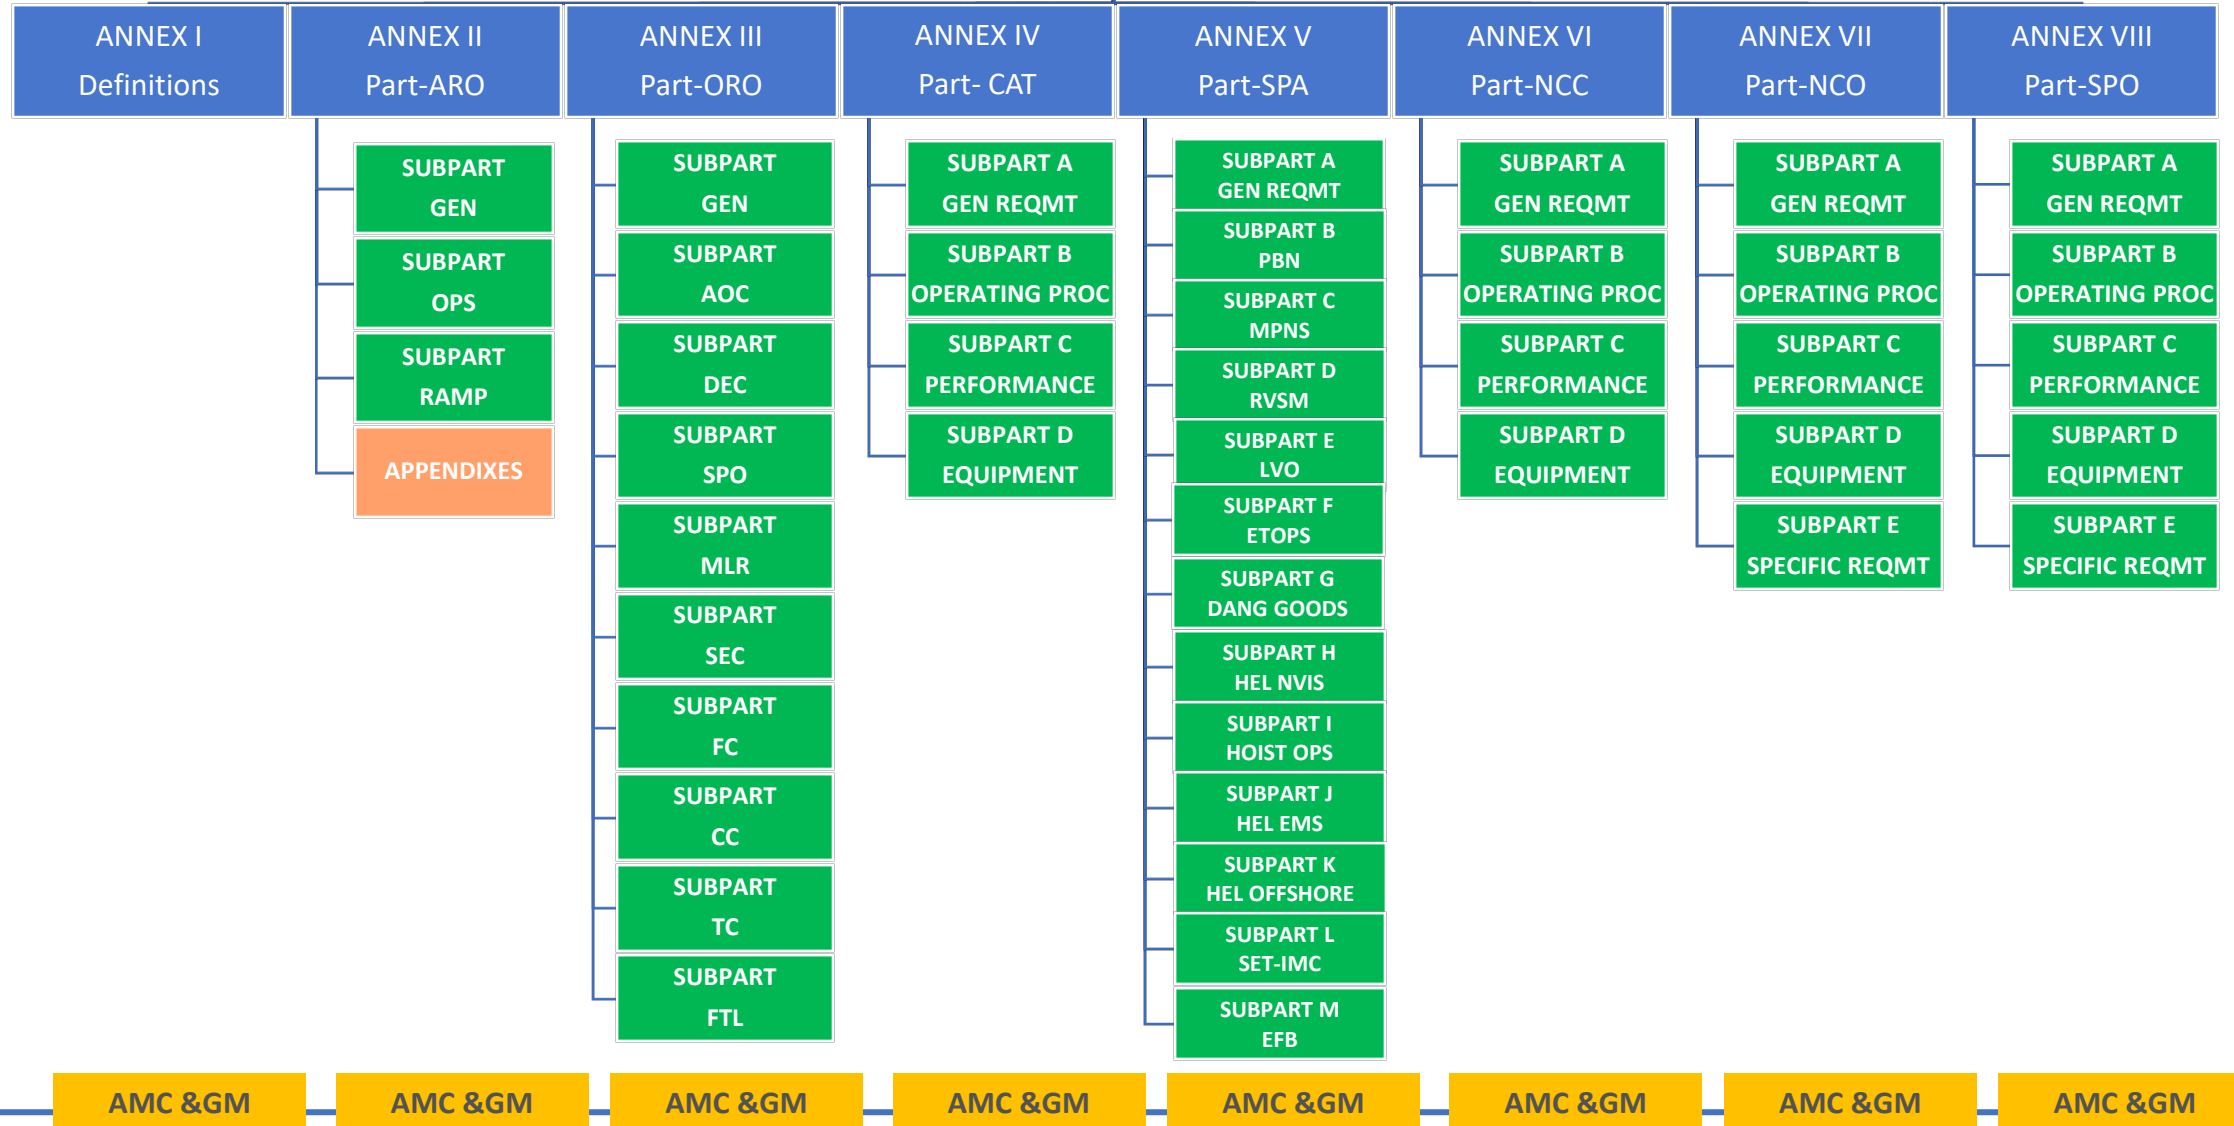 ANNEX I
Definitions
ANNEX II
Part-ARO
SUBPART
GEN
SUBPART
OPS
SUBPART
RAMP
APPENDIXES
ANNEX III
Part-ORO
SUBPART
GEN
SUBPART
AOC
SUBPART
DEC
SUBPART
SPO
SUBPART
MLR
SUBPART
SEC
SUBPART
FC
SUBPART
CC
SUBPART
TC
SUBPART
FTL
ANNEX IV
Part- CAT
SUBPART A
GEN REQMT
SUBPART B
OPERATING PROC
SUBPART C
PERFORMANCE
SUBPART D
EQUIPMENT
ANNEX V
Part-SPA
SUBPART A
GEN REQMT
SUBPART B
PBN
SUBPART C
MPNS
SUBPART D
RVSM
SUBPART E
LVO
SUBPART F
ETOPS
SUBPART G
DANG GOODS
SUBPART H
HEL NVIS
SUBPART I
HOIST OPS
SUBPART J
HEL EMS
SUBPART K
HEL OFFSHORE
SUBPART L
SET-IMC
SUBPART M
EFB
ANNEX VI
Part-NCC
SUBPART A
GEN REQMT
SUBPART B
OPERATING PROC
SUBPART C
PERFORMANCE
SUBPART D
EQUIPMENT
ANNEX VII
Part-NCO
SUBPART A
GEN REQMT
SUBPART B
OPERATING PROC
SUBPART C
PERFORMANCE
SUBPART D
EQUIPMENT
SUBPART E
SPECIFIC REQMT
ANNEX VIII
Part-SPO
SUBPART A
GEN REQMT
SUBPART B
OPERATING PROC
SUBPART C
PERFORMANCE
SUBPART D
EQUIPMENT
SUBPART E
SPECIFIC REQMT
AMC &GM
AMC &GM
AMC &GM
AMC &GM
AMC &GM
AMC &GM
AMC &GM
AMC &GM